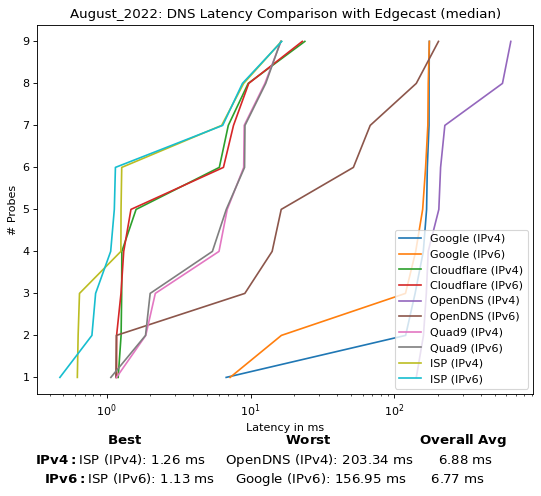 August_2022: DNS Latency Comparison with Edgecast (median)
# Probes
9
8
7
6
5
4
3
2
1
Google (IPv4)
Google (IPv6)
Cloudflare (IPv4)
Cloudflare (IPv6)
OpenDNS (IPv4)
OpenDNS (IPv6)
Quad9 (IPv4)
Quad9 (IPv6)
ISP (IPv4)
ISP (IPv6)
10⁰ 10¹ 10²
Latency in ms
Best Worst Overall Avg
IPv4: ISP (IPv4): 1.26 ms OpenDNS (IPv4): 203.34 ms 6.88 ms
IPv6: ISP (IPv6): 1.13 ms Google (IPv6): 156.95 ms 6.77 ms